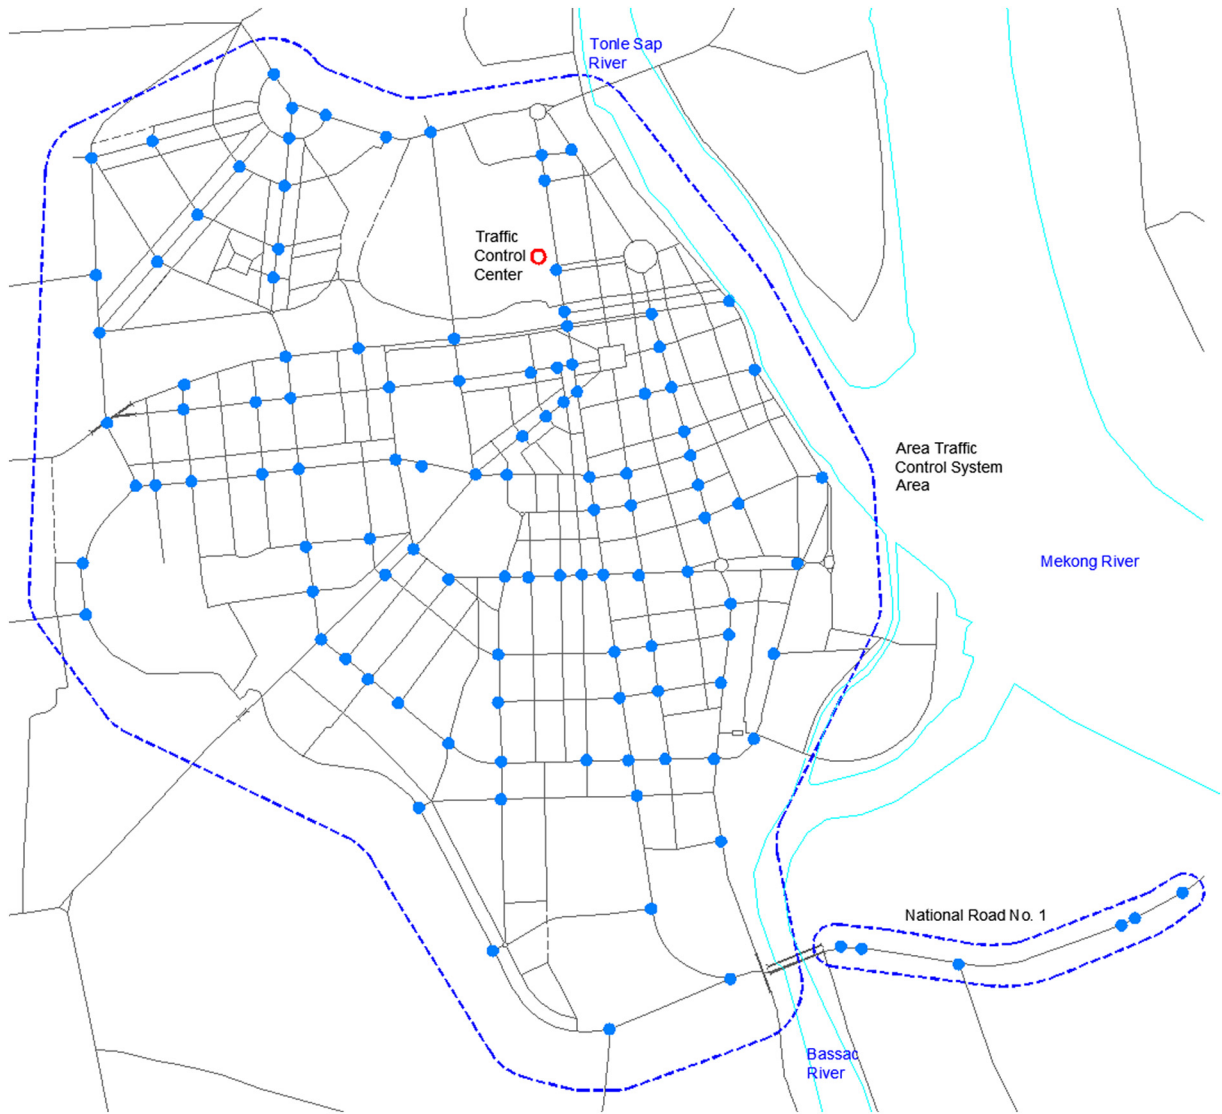 Tonle Sap
River
Traffic
Control
Center
Area Traffic
Control System
Area
Mekong River
National Road No. 1
Bassac
River